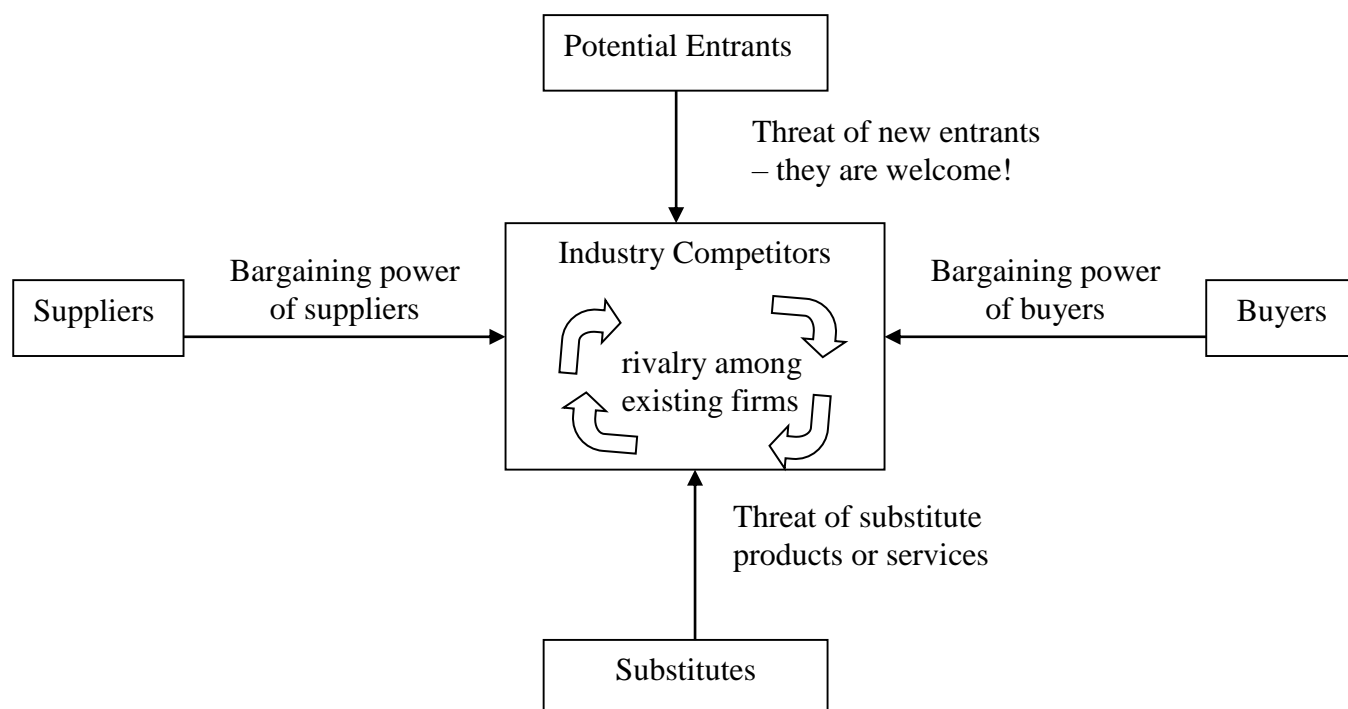 Potential Entrants
Threat of new entrants
– they are welcome!
Industry Competitors
Bargaining power
of suppliers
Bargaining power
of buyers
Suppliers
Buyers
rivalry among
existing firms
Threat of substitute
products or services
Substitutes